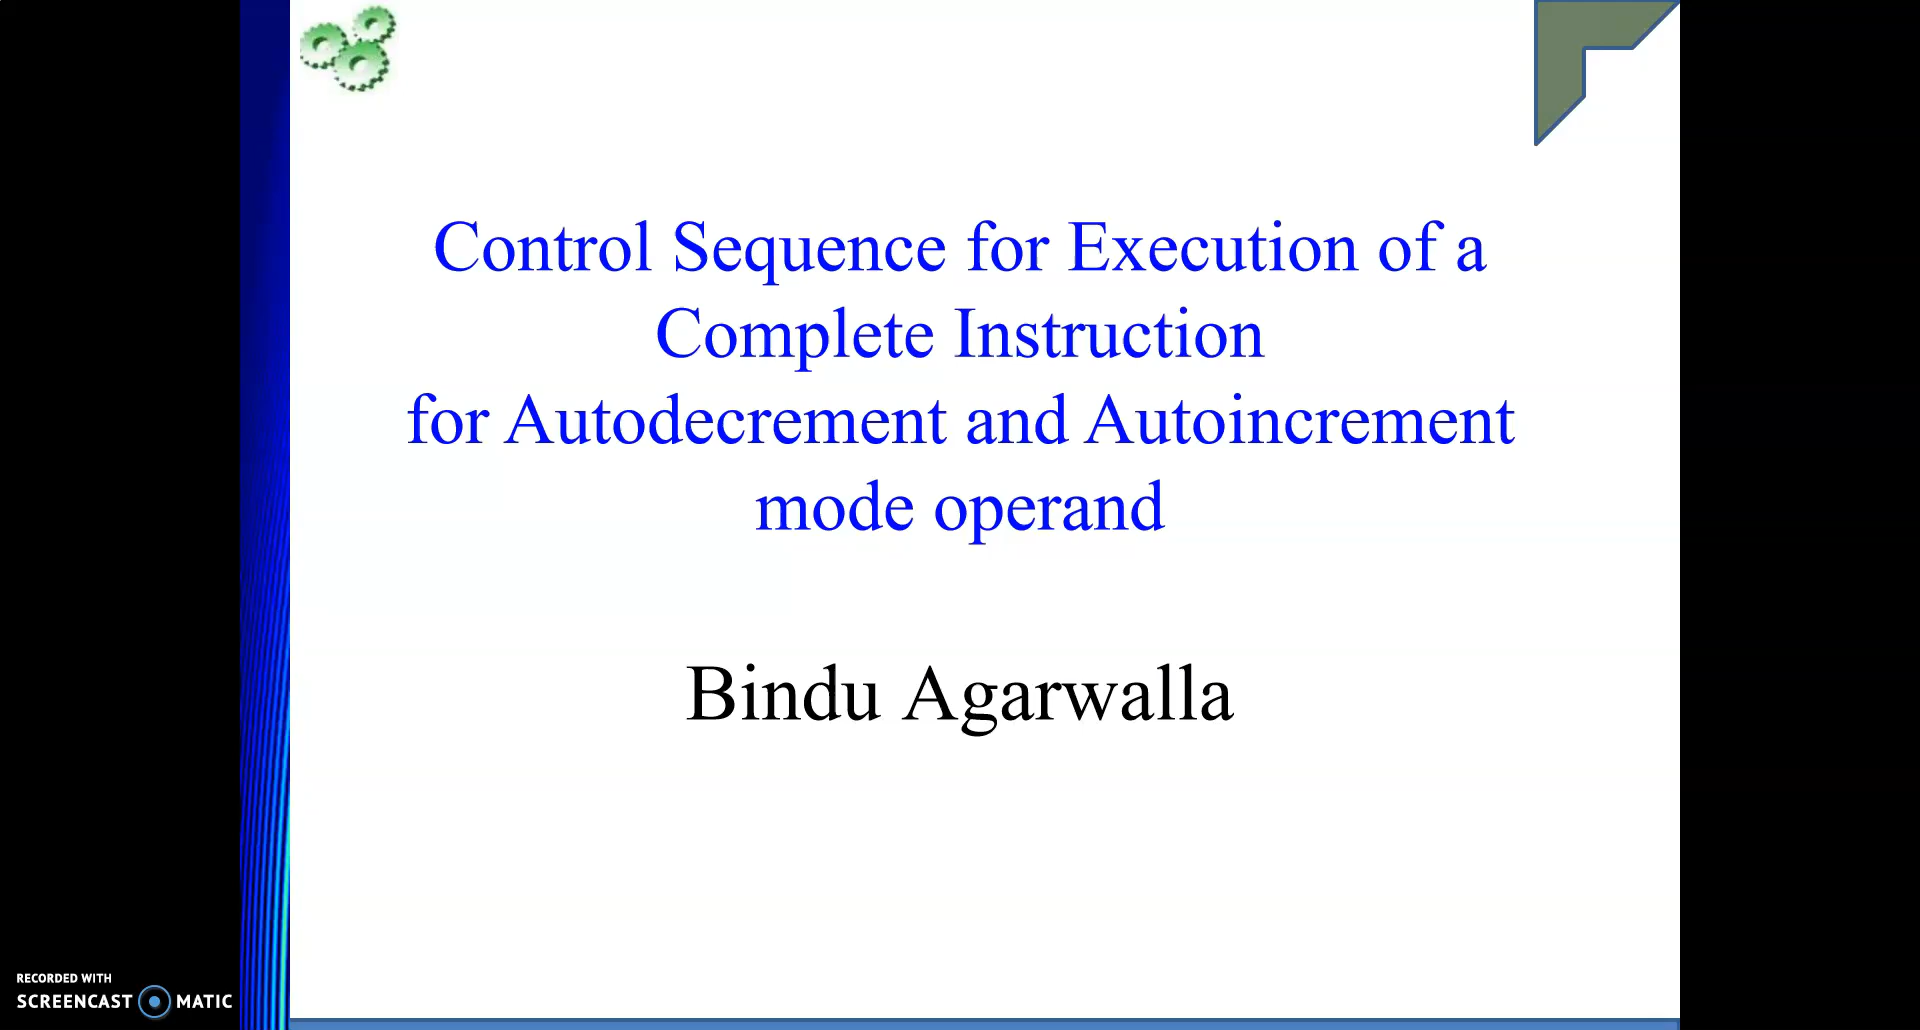 Control Sequence for Execution of a
Complete Instruction
for Autodecrement and Autoincrement
mode operand
Bindu Agarwalla
RECORDED WITH
SCREENCAST MATIC